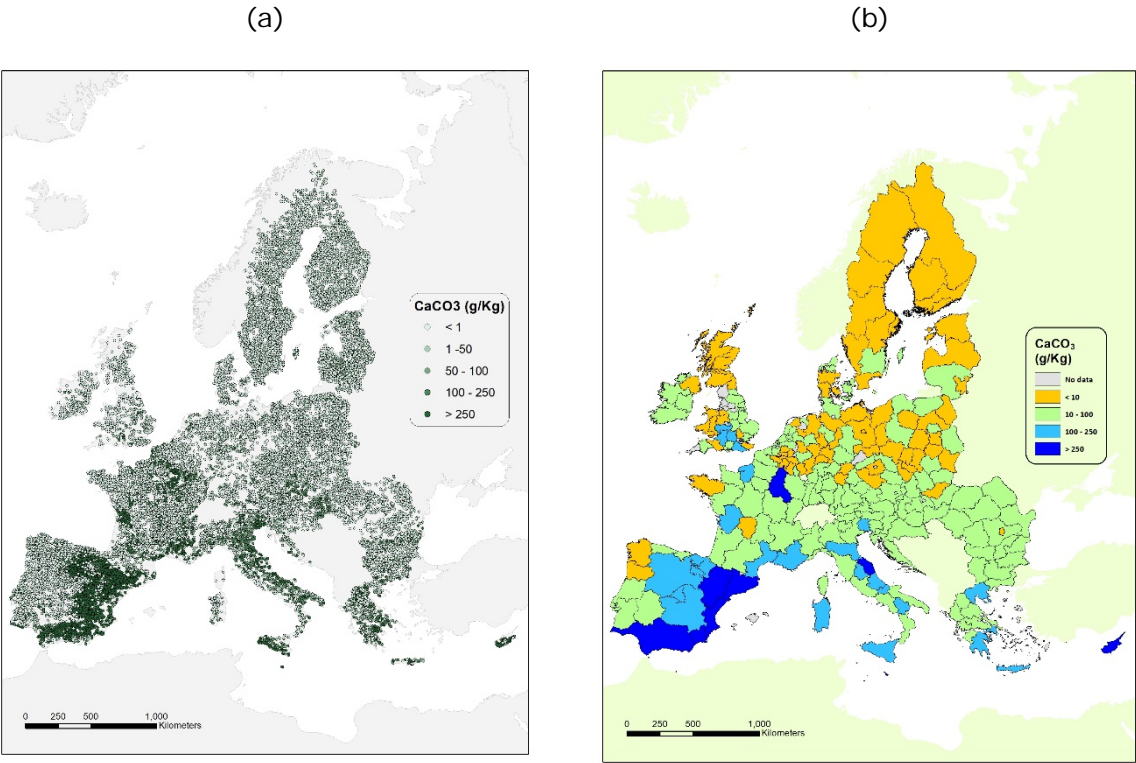 (a)
(b)
CaCO3 (g/Kg)
< 1
1 -50
50 - 100
100 - 250
> 250
0 250 500 1,000
Kilometers
CaCO₃
(g/Kg)
No data
< 10
10 - 100
100 - 250
> 250
0 250 500 1,000
Kilometers